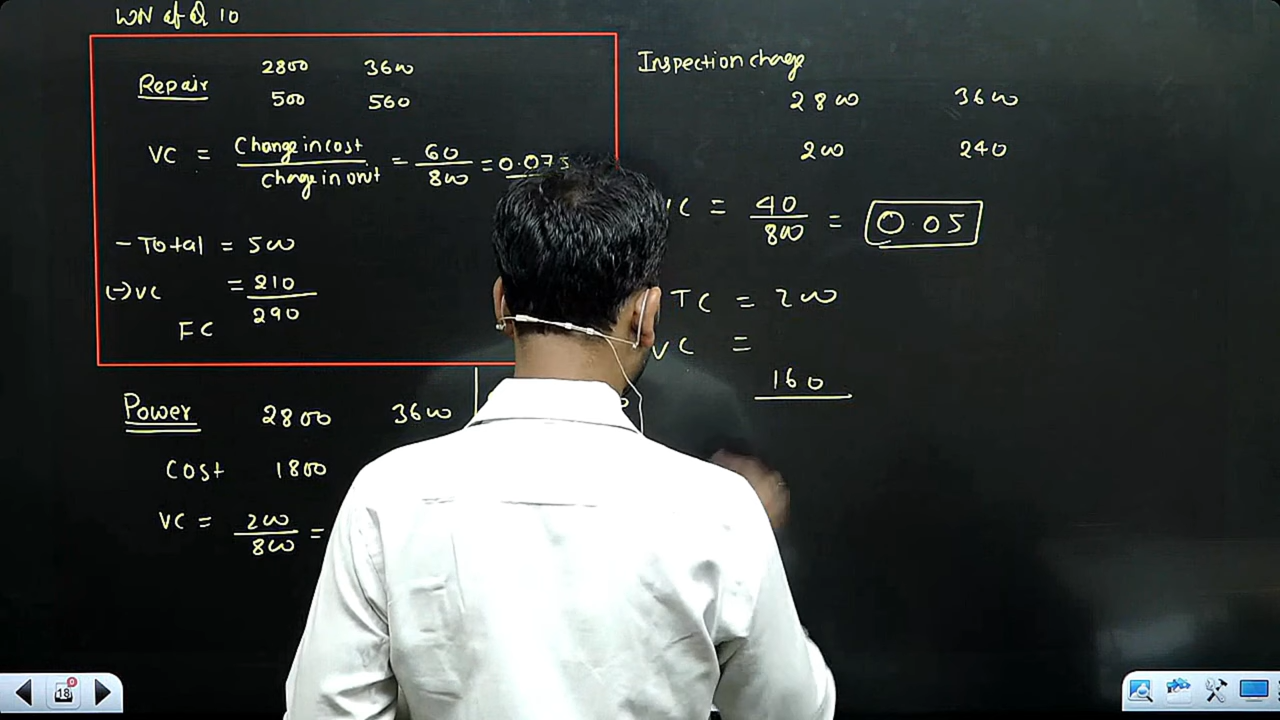 WN of Q 10
Repair 2800 3600
500 560
VC = Change in cost / change in unit = 60 / 800 = 0.075
- Total = 500
(-) VC = 210
FC 290
Power 2800 3600
Cost 1800
VC = 200 / 800 =
Inspection charge
2800 3600
200 240
VC = 40 / 800 = 0.05
TC = 200
VC =
160
18